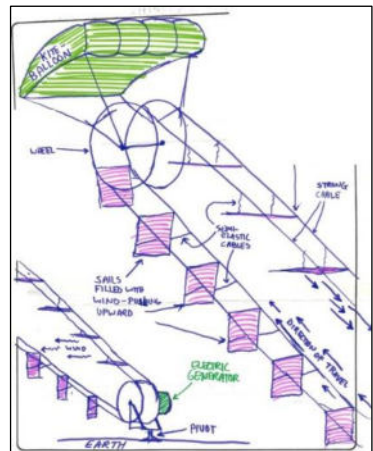 KITE-
BALLOON
WHEEL
STRONG
CABLE
SEMI-
ELASTIC
CABLES
SAILS
FILLED WITH
WIND-PUSHING
UPWARD
DIRECTION OF TRAVEL
WIND
ELECTRIC
GENERATOR
PIVOT
EARTH